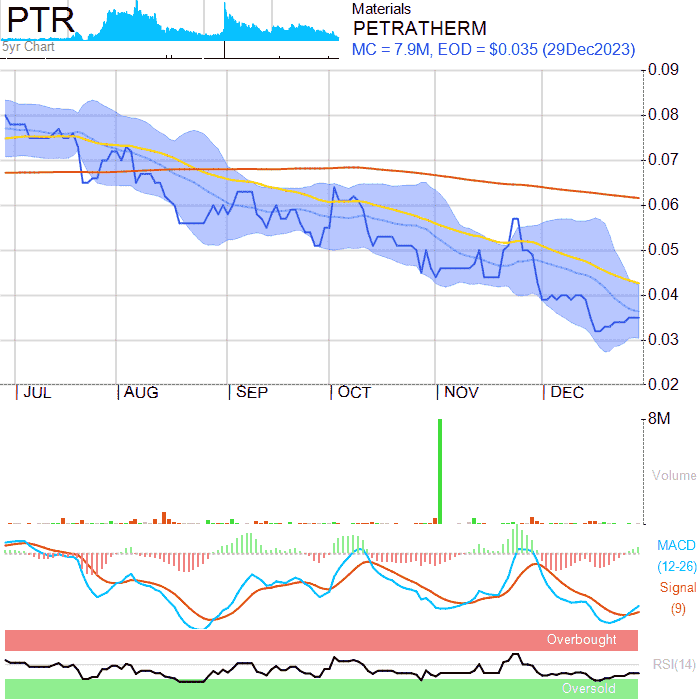 PTR
5yr Chart
Materials
PETRATHERM
MC = 7.9M, EOD = $0.035 (29Dec2023)
0.09
0.08
0.07
0.06
0.05
0.04
0.03
0.02
JUL AUG SEP OCT NOV DEC
8M
Volume
MACD
(12-26)
Signal
(9)
Overbought
RSI(14)
Oversold